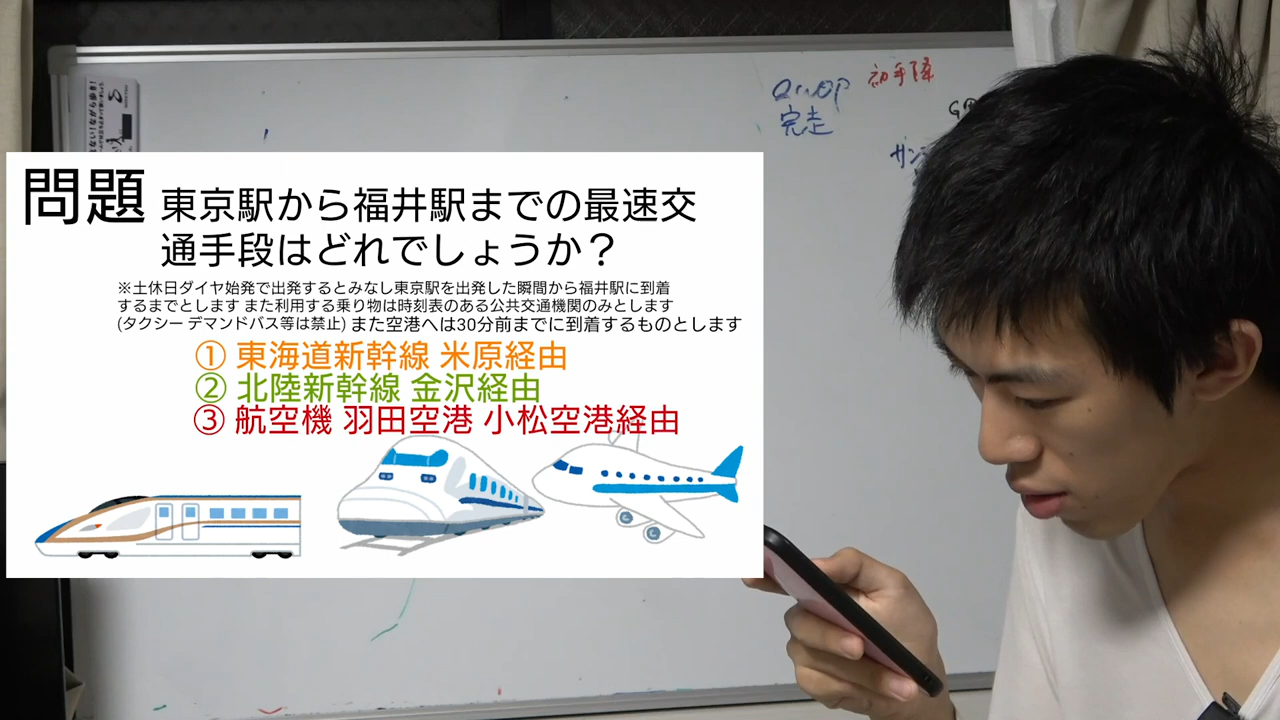 完走
初手降
問題 東京駅から福井駅までの最速交
通手段はどれでしょうか？
※土休日ダイヤ始発で出発するとみなし東京駅を出発した瞬間から福井駅に到着
するまでとします また利用する乗り物は時刻表のある公共交通機関のみとします
(タクシー デマンドバス等は禁止) また空港へは30分前までに到着するものとします
① 東海道新幹線 米原経由
② 北陸新幹線 金沢経由
③ 航空機 羽田空港 小松空港経由